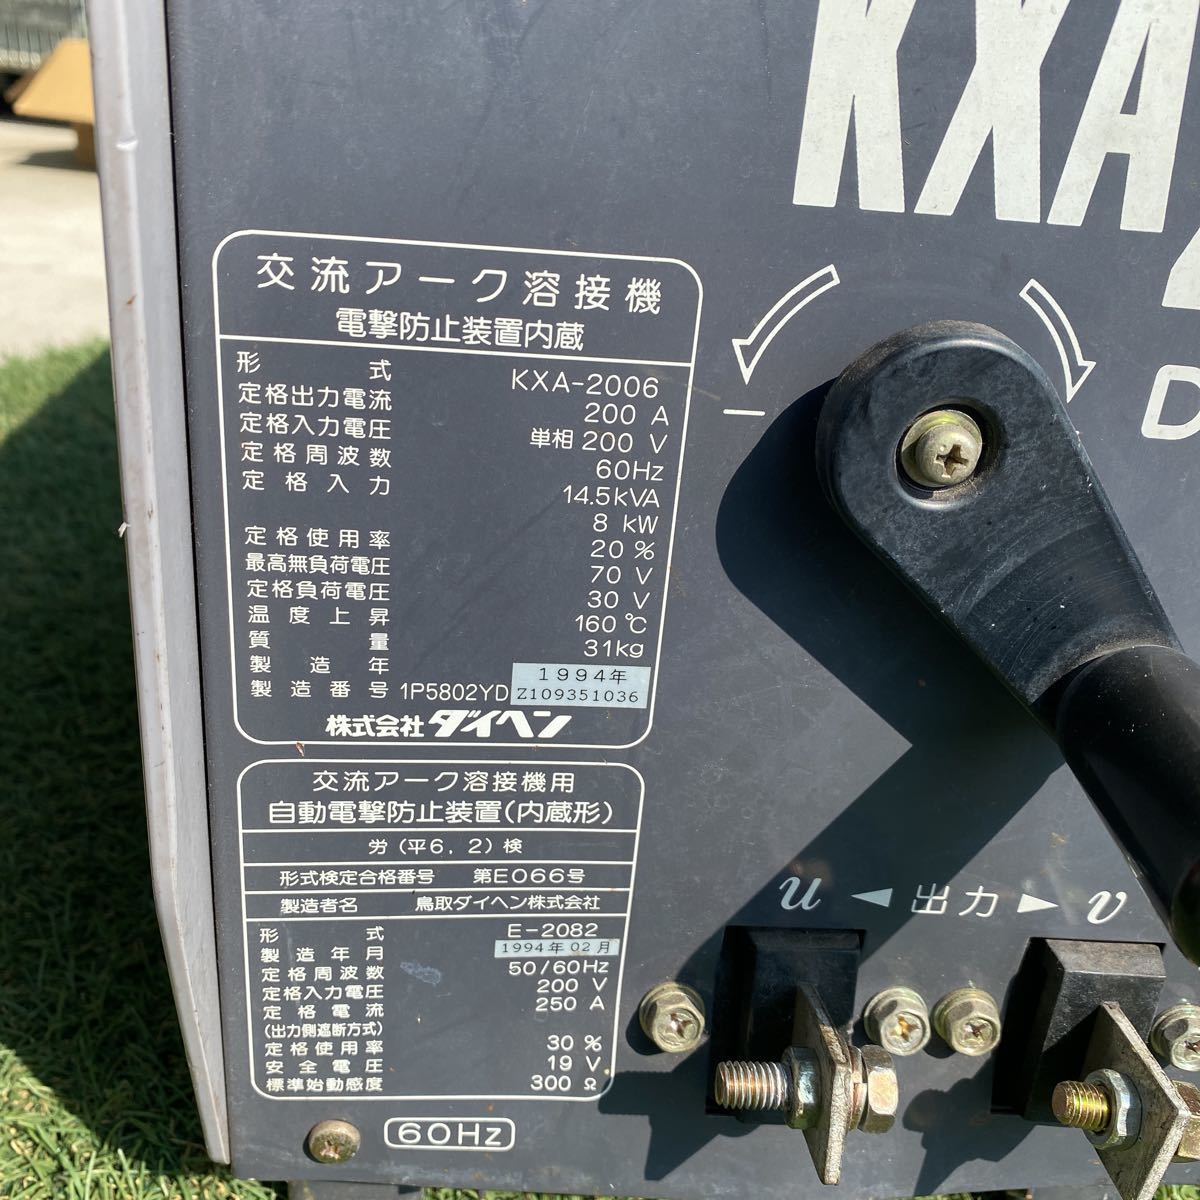 KXA
交流アーク溶接機
電撃防止装置内蔵
形式 KXA-2006
定格出力電流 200 A
定格入力電圧 単相 200 V
定格周波数 60Hz
定格入力 14.5kVA
8 kW
定格使用率 20 %
最高無負荷電圧 70 V
定格負荷電圧 30 V
温度上昇 160 ℃
質量 31kg
製造年 1994年
製造番号 1P5802YD Z109351036
株式会社 ダイヘン
交流アーク溶接機用
自動電撃防止装置(内蔵形)
労(平6.2)検
形式検定合格番号 第E066号
製造者名 鳥取ダイヘン株式会社
形式 E-2082
製造年月 1994年 02月
定格周波数 50/60Hz
定格入力電圧 200 V
定格電流 250 A
(出力側遮断方式)
定格使用率 30 %
安全電圧 19 V
標準始動感度 300 Ω
60Hz
D
u ◀ 出力 ▶ v